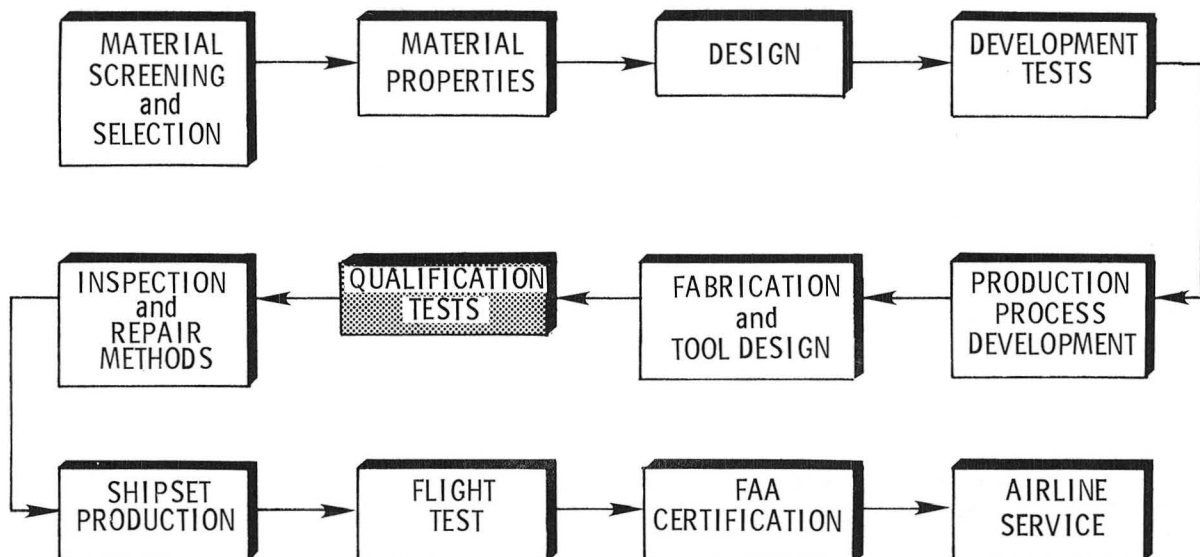 MATERIAL
SCREENING
and
SELECTION
MATERIAL
PROPERTIES
DESIGN
DEVELOPMENT
TESTS
INSPECTION
and
REPAIR
METHODS
QUALIFICATION
TESTS
FABRICATION
and
TOOL DESIGN
PRODUCTION
PROCESS
DEVELOPMENT
SHIPSET
PRODUCTION
FLIGHT
TEST
FAA
CERTIFICATION
AIRLINE
SERVICE